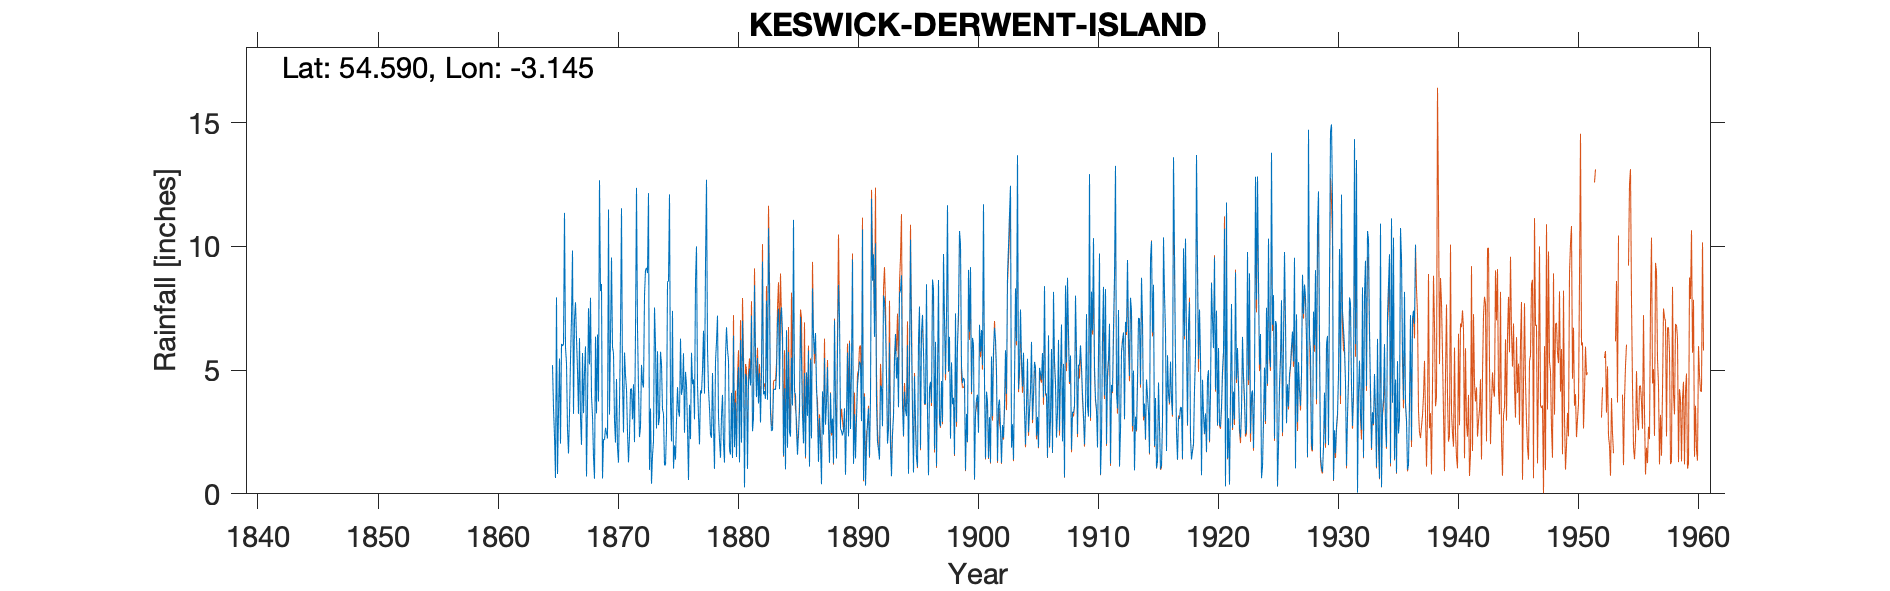 KESWICK-DERWENT-ISLAND
Lat: 54.590, Lon: -3.145
15
10
5
0
Rainfall [inches]
1840 1850 1860 1870 1880 1890 1900 1910 1920 1930 1940 1950 1960
Year